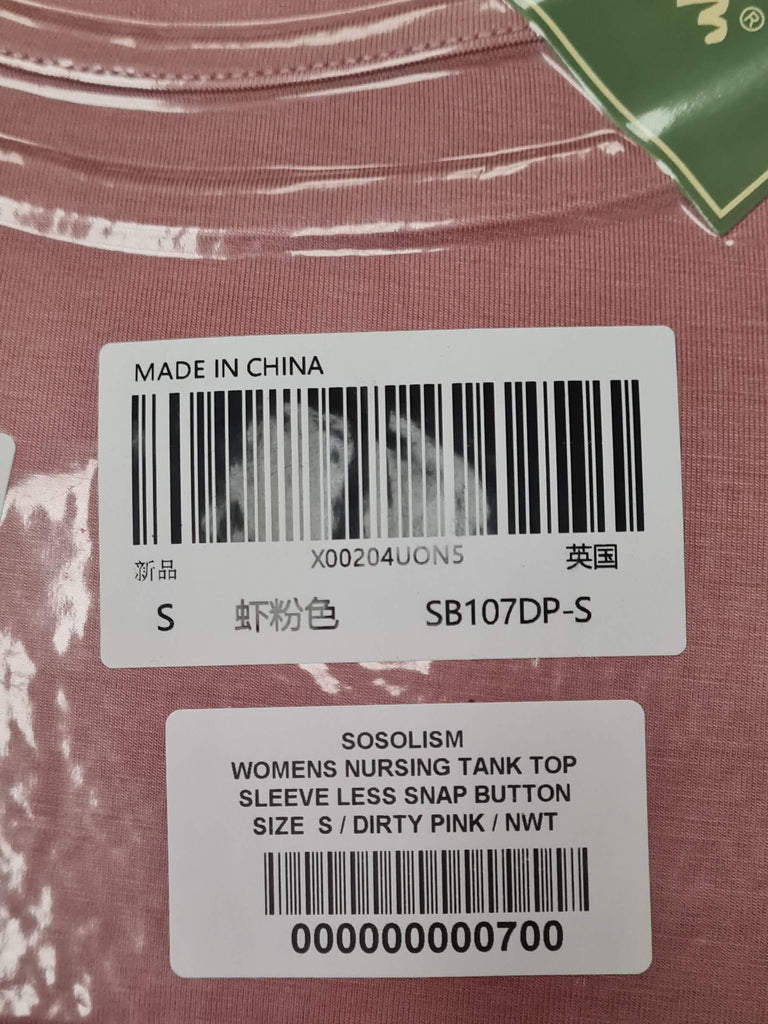 ®
MADE IN CHINA
X00204UON5
新品 英国
S 虾粉色 SB107DP-S
SOSOLISM
WOMENS NURSING TANK TOP
SLEEVE LESS SNAP BUTTON
SIZE S / DIRTY PINK / NWT
000000000700